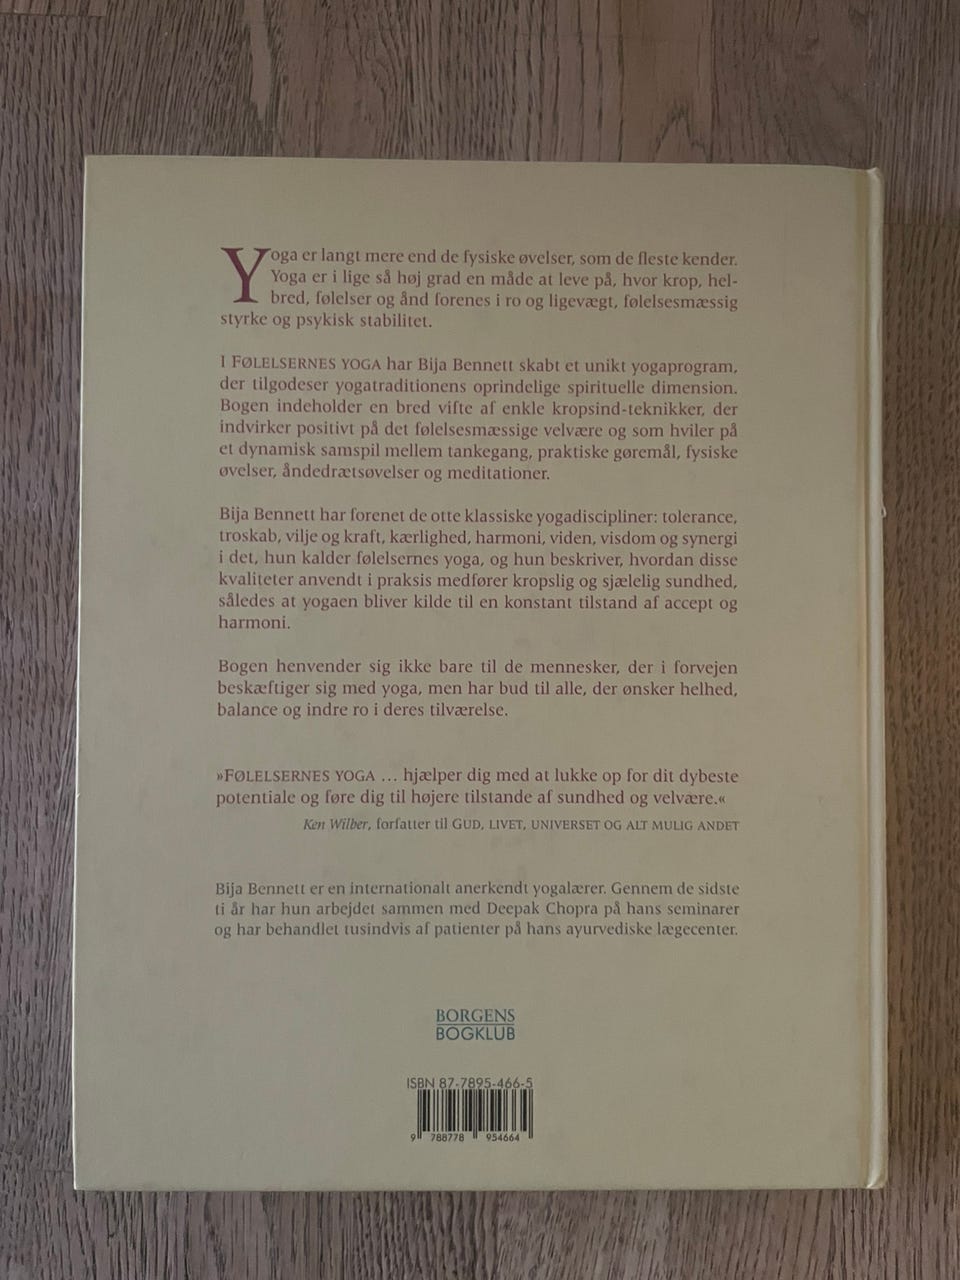 Yoga er langt mere end de fysiske øvelser, som de fleste kender.
Yoga er i lige så høj grad en måde at leve på, hvor krop, hel-
bred, følelser og ånd forenes i ro og ligevægt, følelsesmæssig
styrke og psykisk stabilitet.
I FØLELSERNES YOGA har Bija Bennett skabt et unikt yogaprogram,
der tilgodeser yogatraditionens oprindelige spirituelle dimension.
Bogen indeholder en bred vifte af enkle kropsind-teknikker, der
indvirker positivt på det følelsesmæssige velvære og som hviler på
et dynamisk samspil mellem tankegang, praktiske gøremål, fysiske
øvelser, åndedrætsøvelser og meditationer.
Bija Bennett har forenet de otte klassiske yogadiscipliner: tolerance,
troskab, vilje og kraft, kærlighed, harmoni, viden, visdom og synergi
i det, hun kalder følelsernes yoga, og hun beskriver, hvordan disse
kvaliteter anvendt i praksis medfører kropslig og sjælelig sundhed,
således at yogaen bliver kilde til en konstant tilstand af accept og
harmoni.
Bogen henvender sig ikke bare til de mennesker, der i forvejen
beskæftiger sig med yoga, men har bud til alle, der ønsker helhed,
balance og indre ro i deres tilværelse.
»FØLELSERNES YOGA … hjælper dig med at lukke op for dit dybeste
potentiale og føre dig til højere tilstande af sundhed og velvære.«
Ken Wilber, forfatter til GUD, LIVET, UNIVERSET OG ALT MULIG ANDET
Bija Bennett er en internationalt anerkendt yogalærer. Gennem de sidste
ti år har hun arbejdet sammen med Deepak Chopra på hans seminarer
og har behandlet tusindvis af patienter på hans ayurvediske lægecenter.
BORGENS
BOGKLUB
ISBN 87-7895-466-5
9 788778 954664